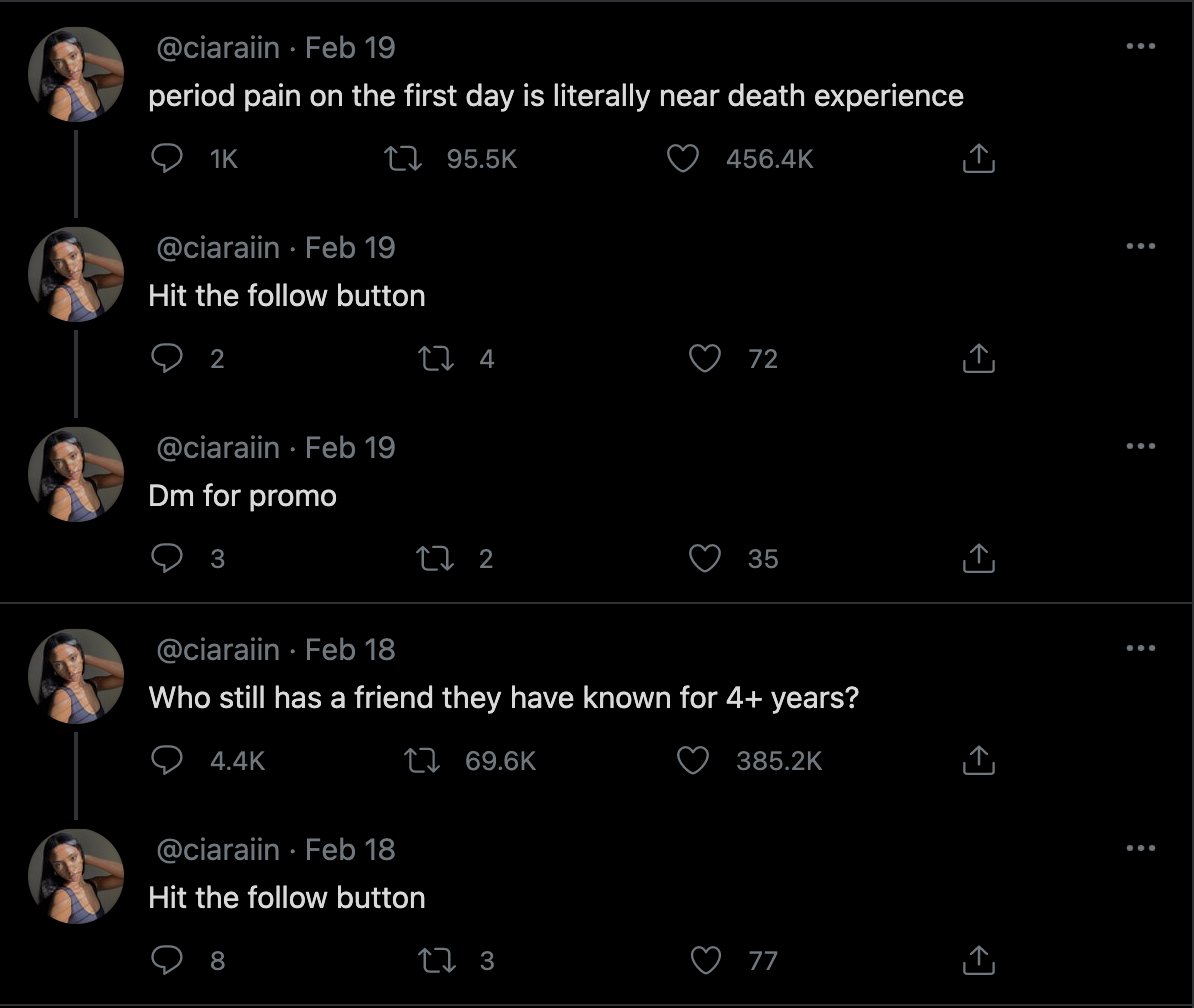 @ciaraiin · Feb 19
period pain on the first day is literally near death experience
1K 95.5K 456.4K
@ciaraiin · Feb 19
Hit the follow button
2 4 72
@ciaraiin · Feb 19
Dm for promo
3 2 35
@ciaraiin · Feb 18
Who still has a friend they have known for 4+ years?
4.4K 69.6K 385.2K
@ciaraiin · Feb 18
Hit the follow button
8 3 77